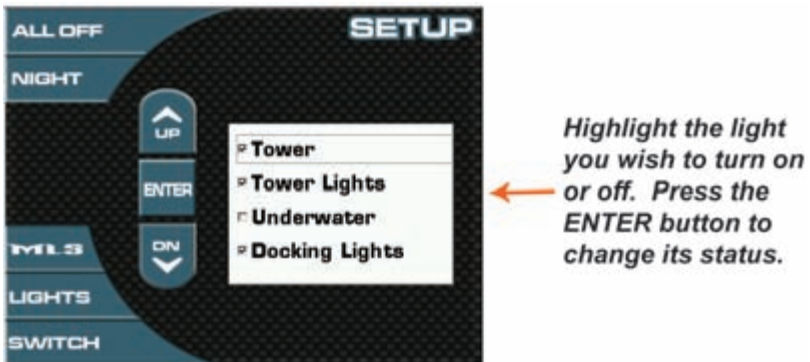 ALL OFF
SETUP
NIGHT
UP
ENTER
DN
Tower
Tower Lights
Underwater
Docking Lights
MLS
LIGHTS
SWITCH
Highlight the light
you wish to turn on
or off. Press the
ENTER button to
change its status.